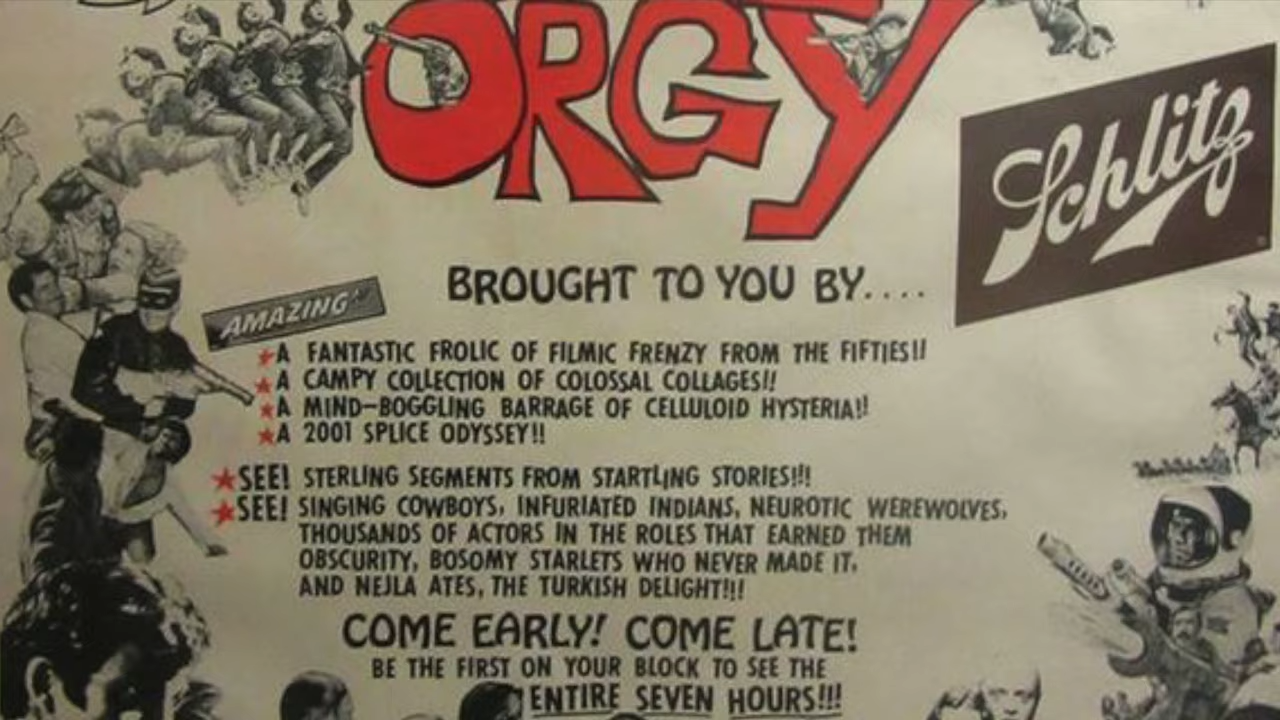 ORGY
Schlitz
BROUGHT TO YOU BY....
AMAZING!
A FANTASTIC FROLIC OF FILMIC FRENZY FROM THE FIFTIES!!
A CAMPY COLLECTION OF COLOSSAL COLLAGES!!
A MIND-BOGGLING BARRAGE OF CELLULOID HYSTERIA!!
A 2001 SPLICE ODYSSEY!!
SEE! STERLING SEGMENTS FROM STARTLING STORIES!!!
SEE! SINGING COWBOYS, INFURIATED INDIANS, NEUROTIC WEREWOLVES,
THOUSANDS OF ACTORS IN THE ROLES THAT EARNED THEM
OBSCURITY, BOSOMY STARLETS WHO NEVER MADE IT,
AND NEJLA ATES, THE TURKISH DELIGHT!!!
COME EARLY! COME LATE!
BE THE FIRST ON YOUR BLOCK TO SEE THE
ENTIRE SEVEN HOURS!!!